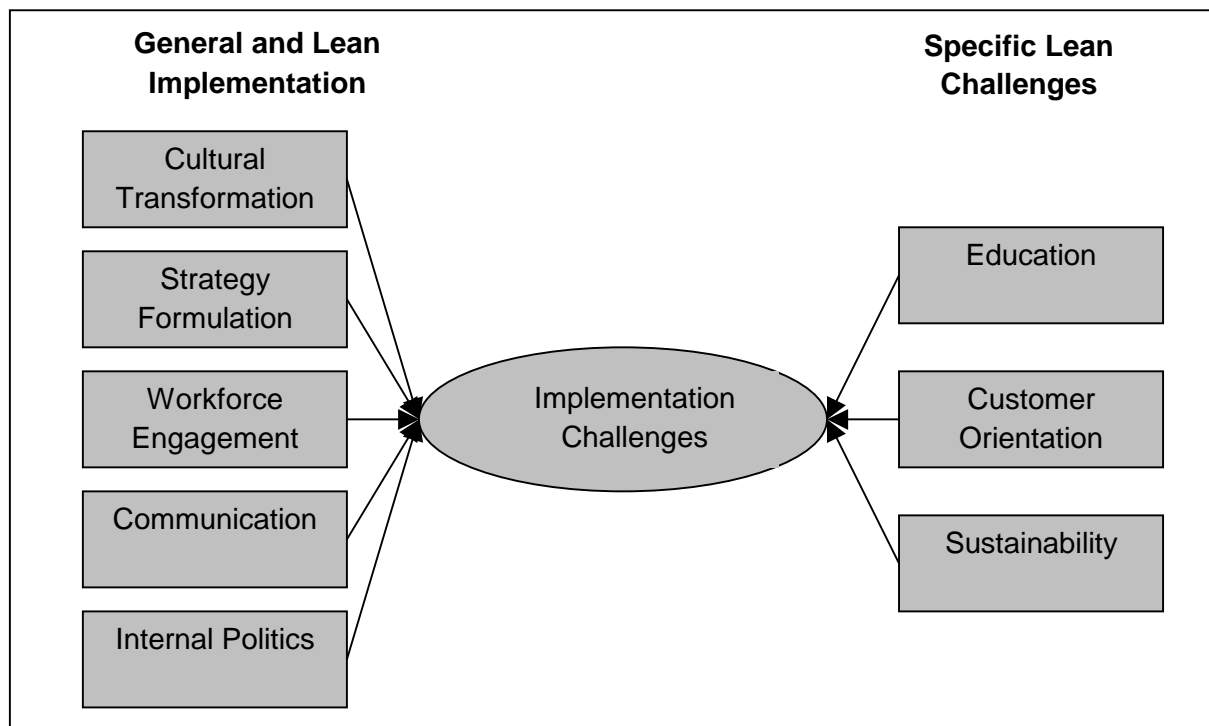 General and Lean
Implementation
Cultural
Transformation
Strategy
Formulation
Workforce
Engagement
Communication
Internal Politics
Implementation
Challenges
Specific Lean
Challenges
Education
Customer
Orientation
Sustainability